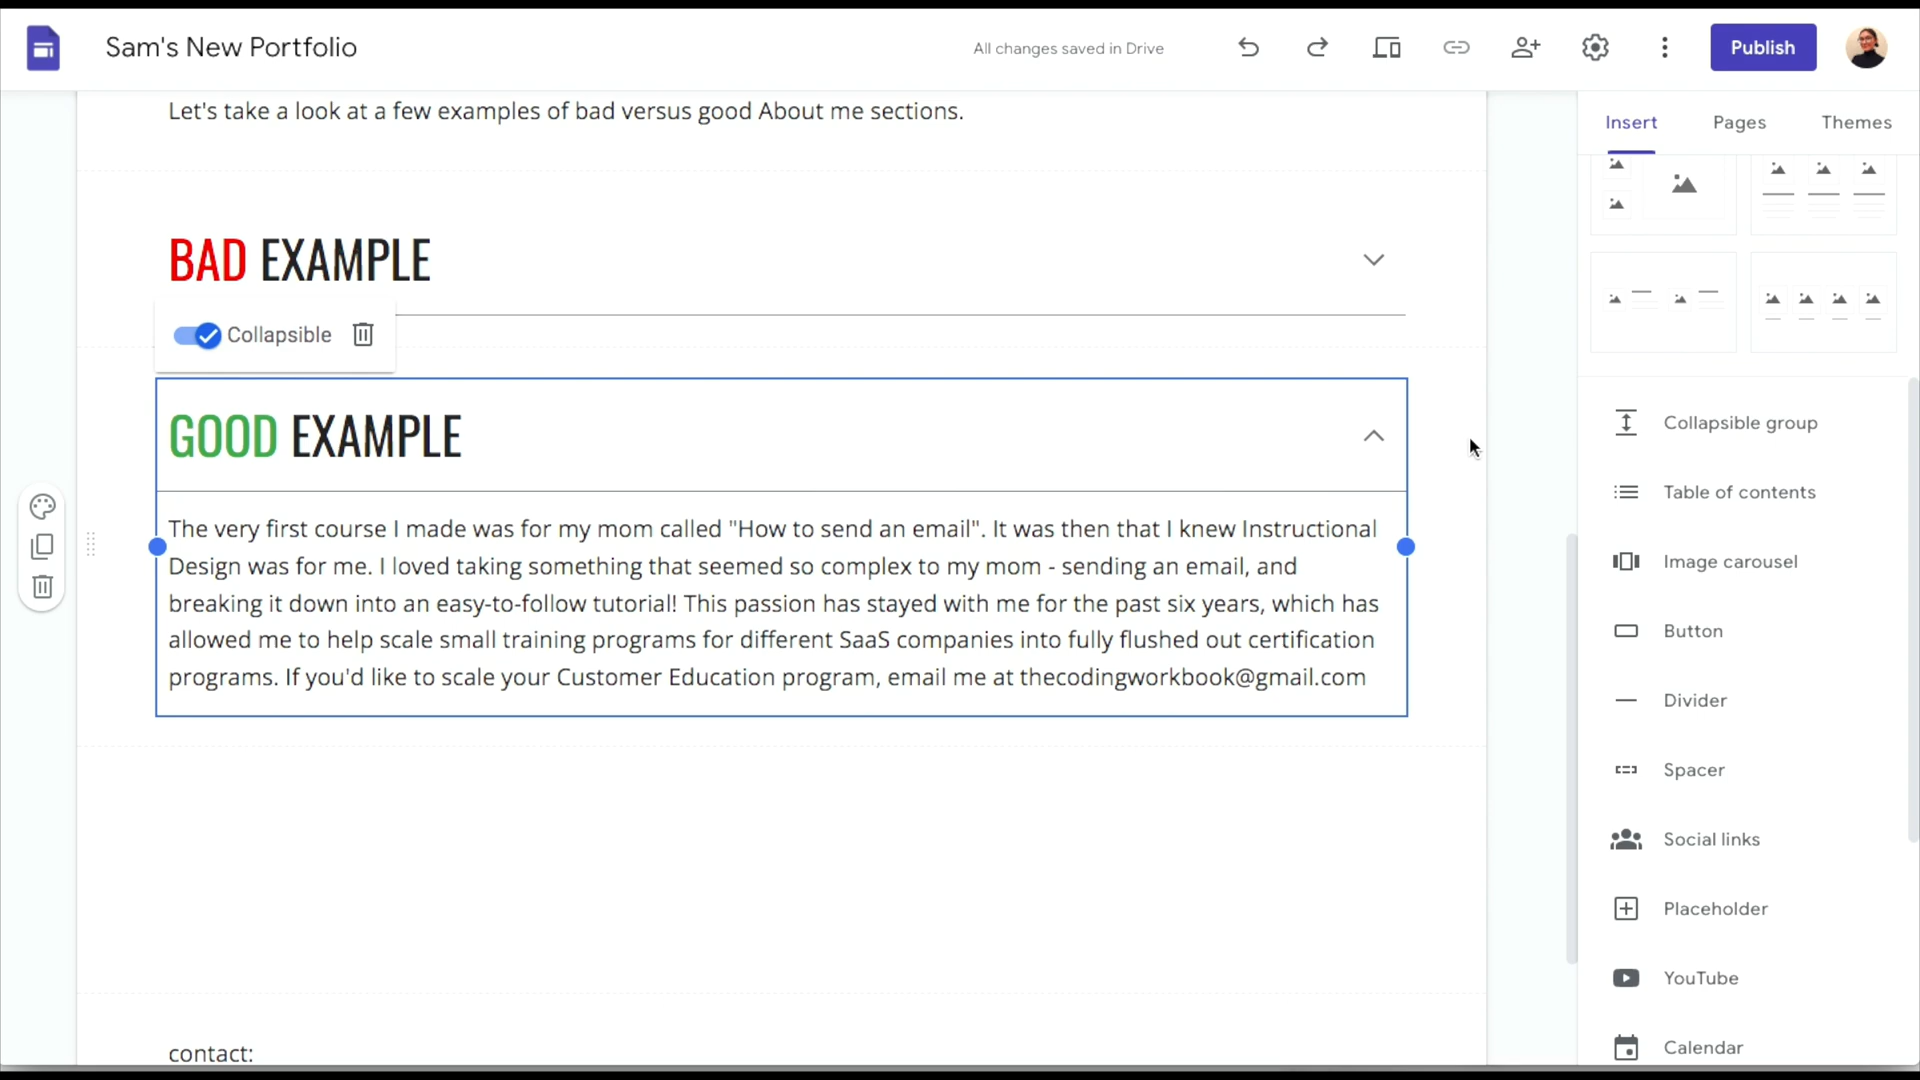 Sam's New Portfolio
All changes saved in Drive
Publish
Insert
Pages
Themes
Let's take a look at a few examples of bad versus good About me sections.
BAD EXAMPLE
Collapsible
GOOD EXAMPLE
The very first course I made was for my mom called "How to send an email". It was then that I knew Instructional
Design was for me. I loved taking something that seemed so complex to my mom - sending an email, and
breaking it down into an easy-to-follow tutorial! This passion has stayed with me for the past six years, which has
allowed me to help scale small training programs for different SaaS companies into fully flushed out certification
programs. If you'd like to scale your Customer Education program, email me at thecodingworkbook@gmail.com
contact:
Collapsible group
Table of contents
Image carousel
Button
Divider
Spacer
Social links
Placeholder
YouTube
Calendar